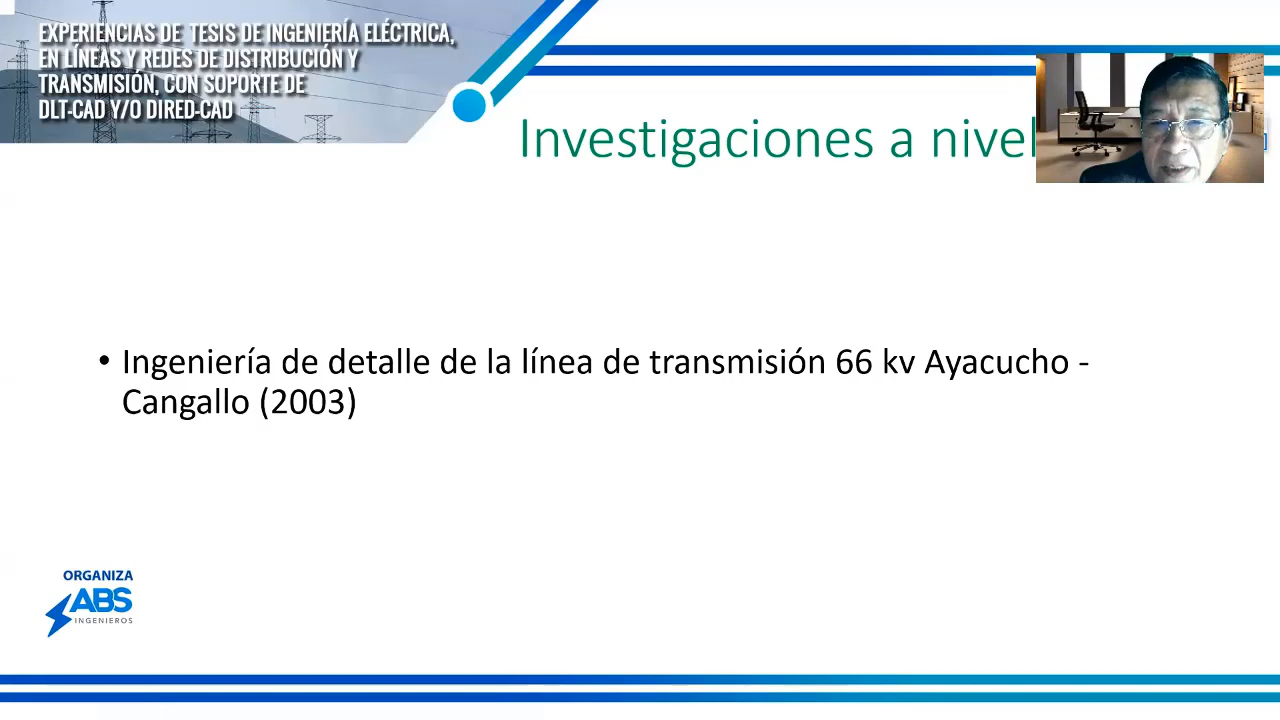 EXPERIENCIAS DE TESIS DE INGENIERÍA ELÉCTRICA,
EN LÍNEAS Y REDES DE DISTRIBUCIÓN Y
TRANSMISIÓN, CON SOPORTE DE
DLT-CAD Y/O DIRED-CAD
Investigaciones a nivel
• Ingeniería de detalle de la línea de transmisión 66 kv Ayacucho -
Cangallo (2003)
ORGANIZA
ABS
INGENIEROS